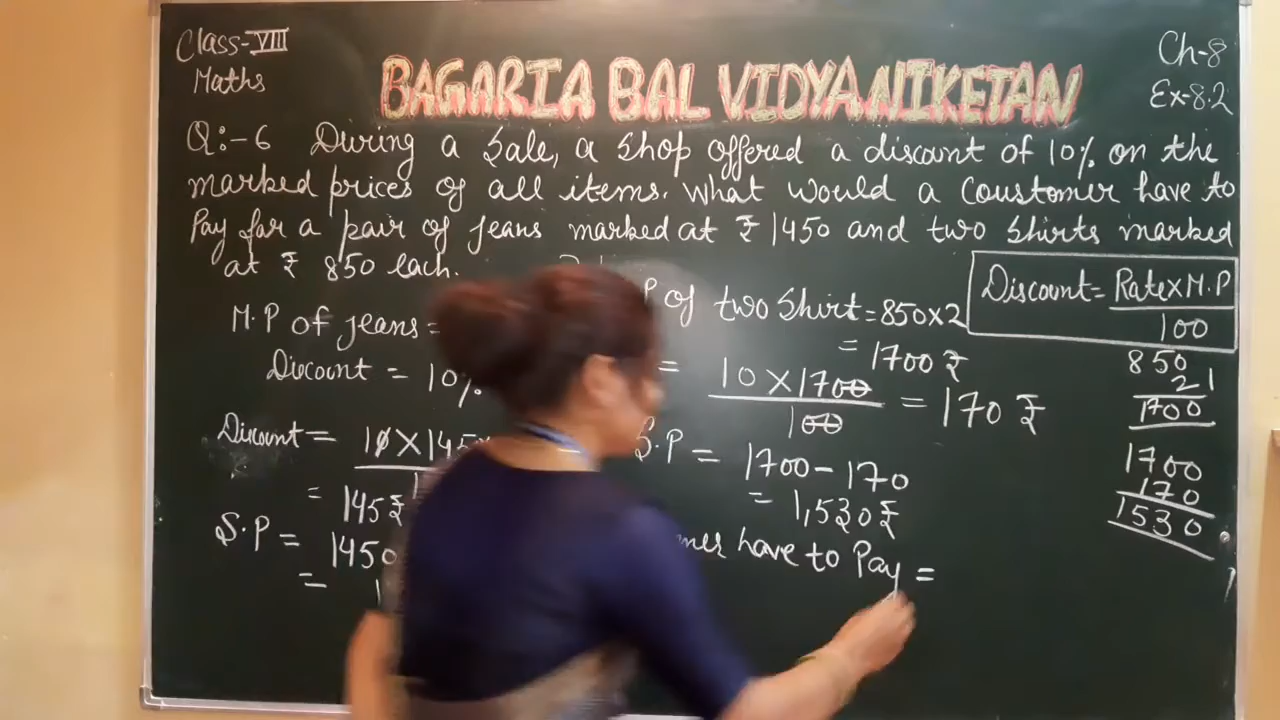 Class-VIII
Maths
BAGARIA BAL VIDYA NIKETAN
Ch-8
Ex-8.2
Q:-6 During a Sale, a Shop offered a discount of 10% on the
marked prices of all items. What would a Coustomer have to
Pay for a pair of jeans marked at ₹ 1450 and two Shirts marked
at ₹ 850 each.
M.P of jeans =
Discount = 10%
Discount = 10 X 145
= 145 ₹
S.P = 1450
=
P of two Shirt = 850 x 2
= 1700 ₹
= 10 X 1700
100
= 170 ₹
S.P = 1700 - 170
= 1,530 ₹
mer have to Pay =
Discount = Rate x M.P
100
850
21
1700
1700
170
1530